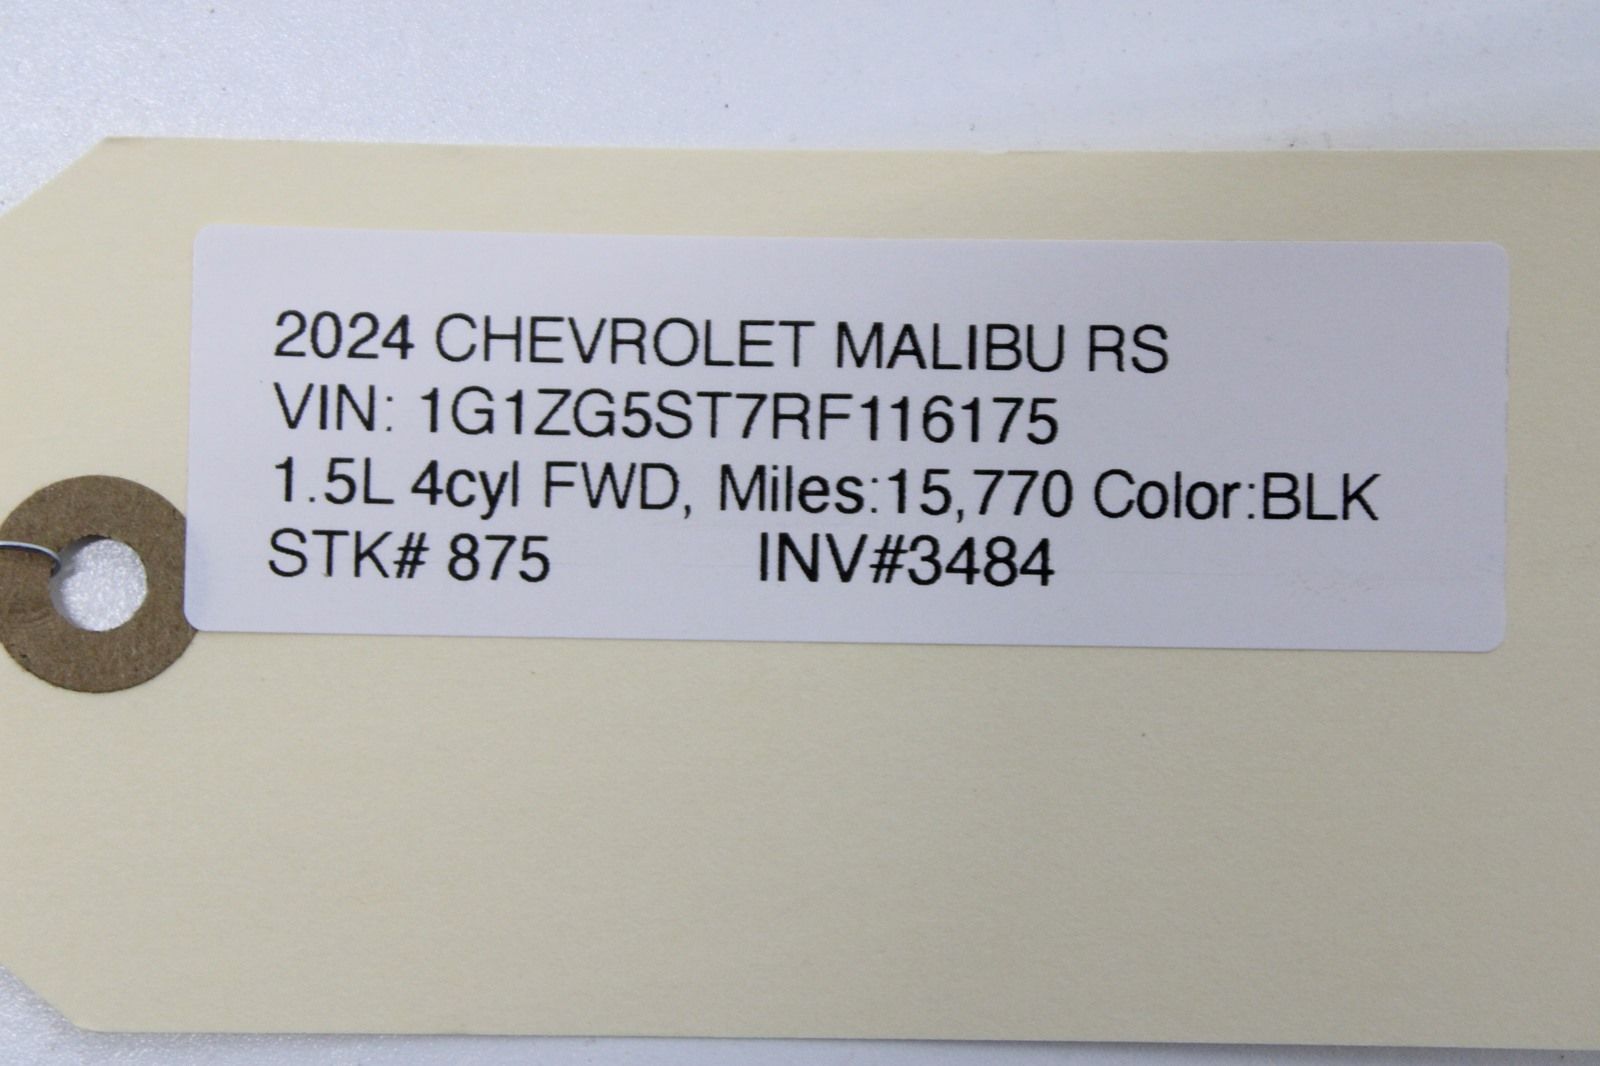 2024 CHEVROLET MALIBU RS
VIN: 1G1ZG5ST7RF116175
1.5L 4cyl FWD, Miles:15,770 Color:BLK
STK# 875 INV#3484